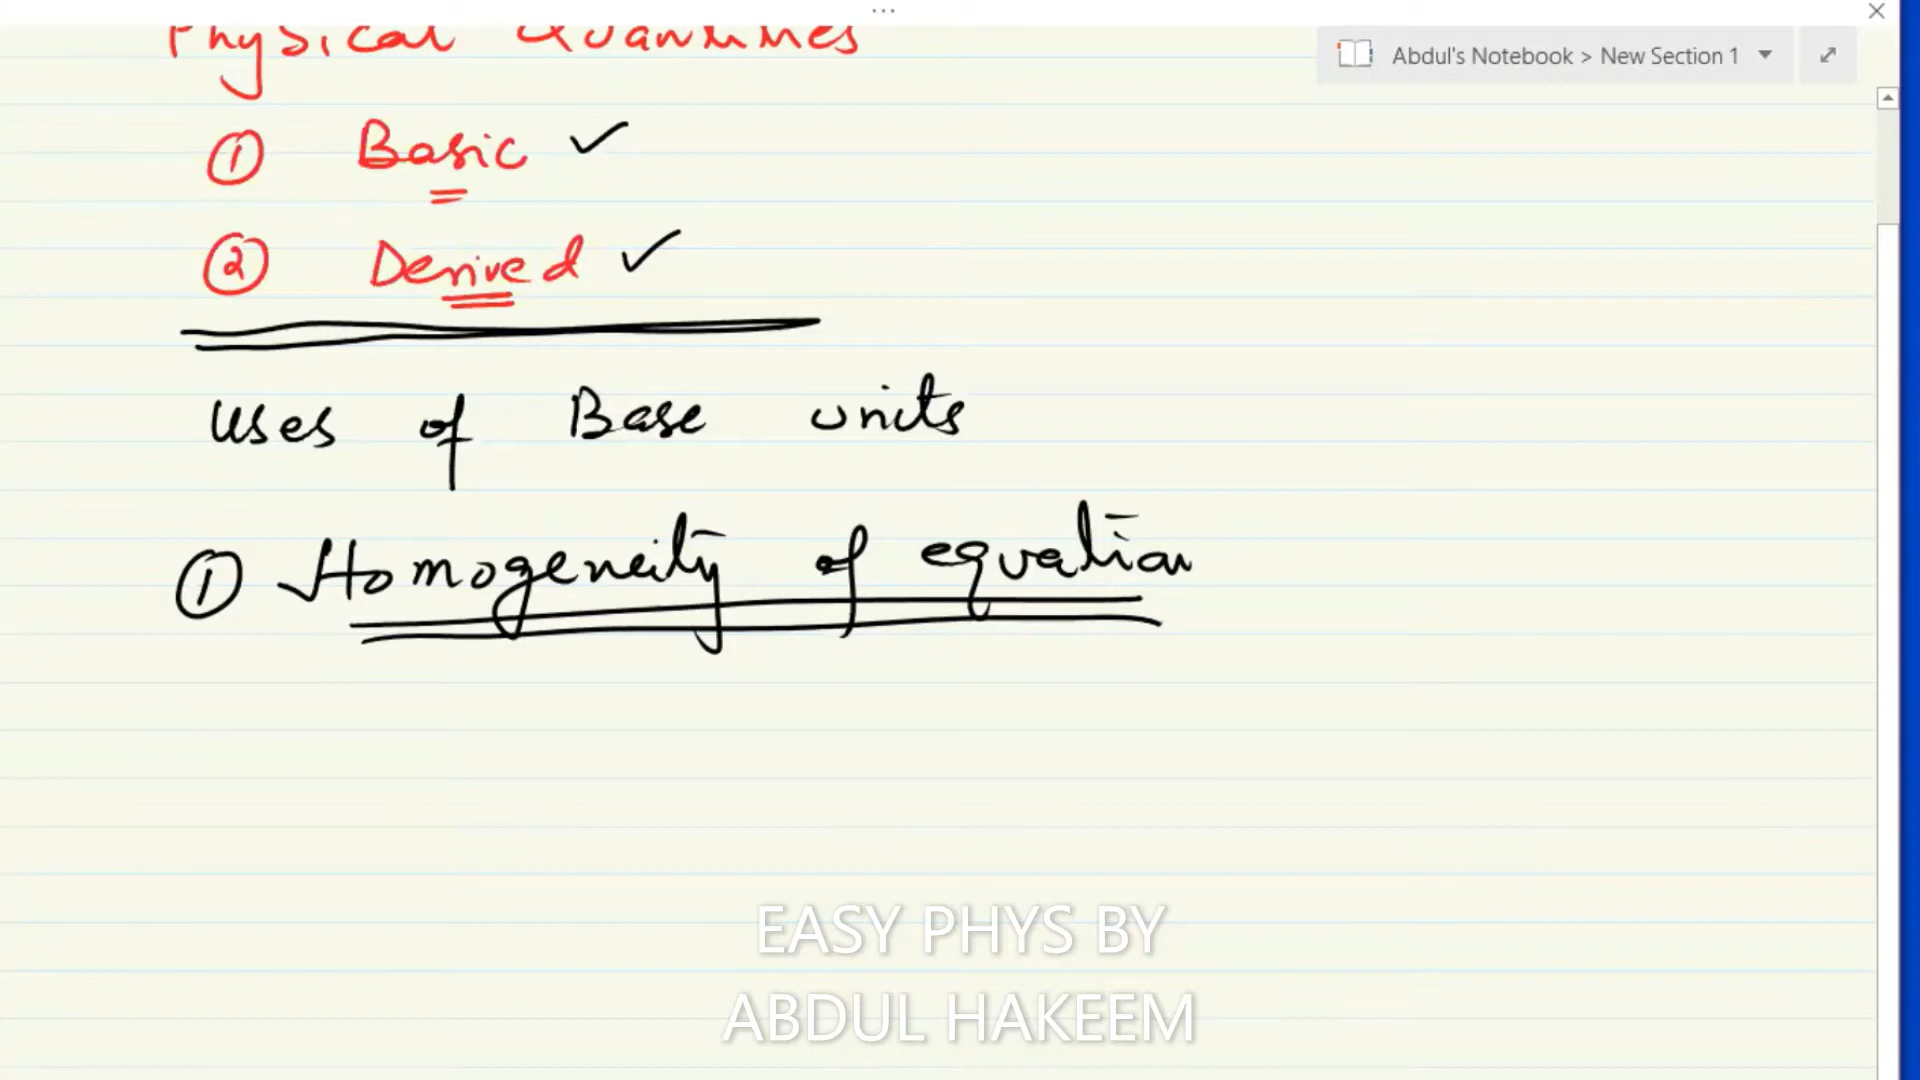 Physical Quantities
Abdul's Notebook > New Section 1
① Basic ✓
② Derived ✓
Uses of Base units
① Homogeneity of equation
EASY PHYS BY
ABDUL HAKEEM